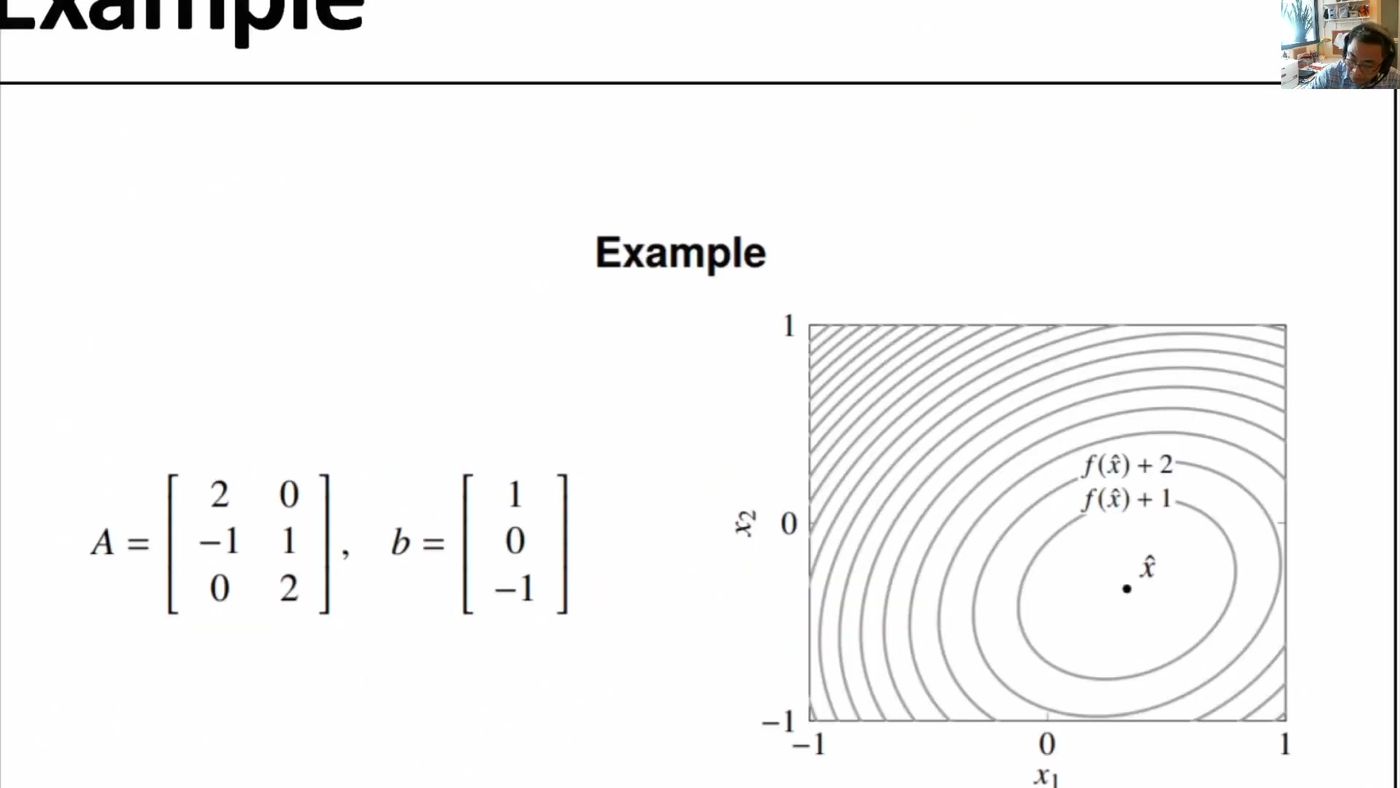 Example
Example
A = [ 2 0
−1 1
0 2 ], b = [ 1
0
−1 ]
1
f(x̂) + 2
f(x̂) + 1
x₂
0
x̂
−1
−1 0 1
x₁